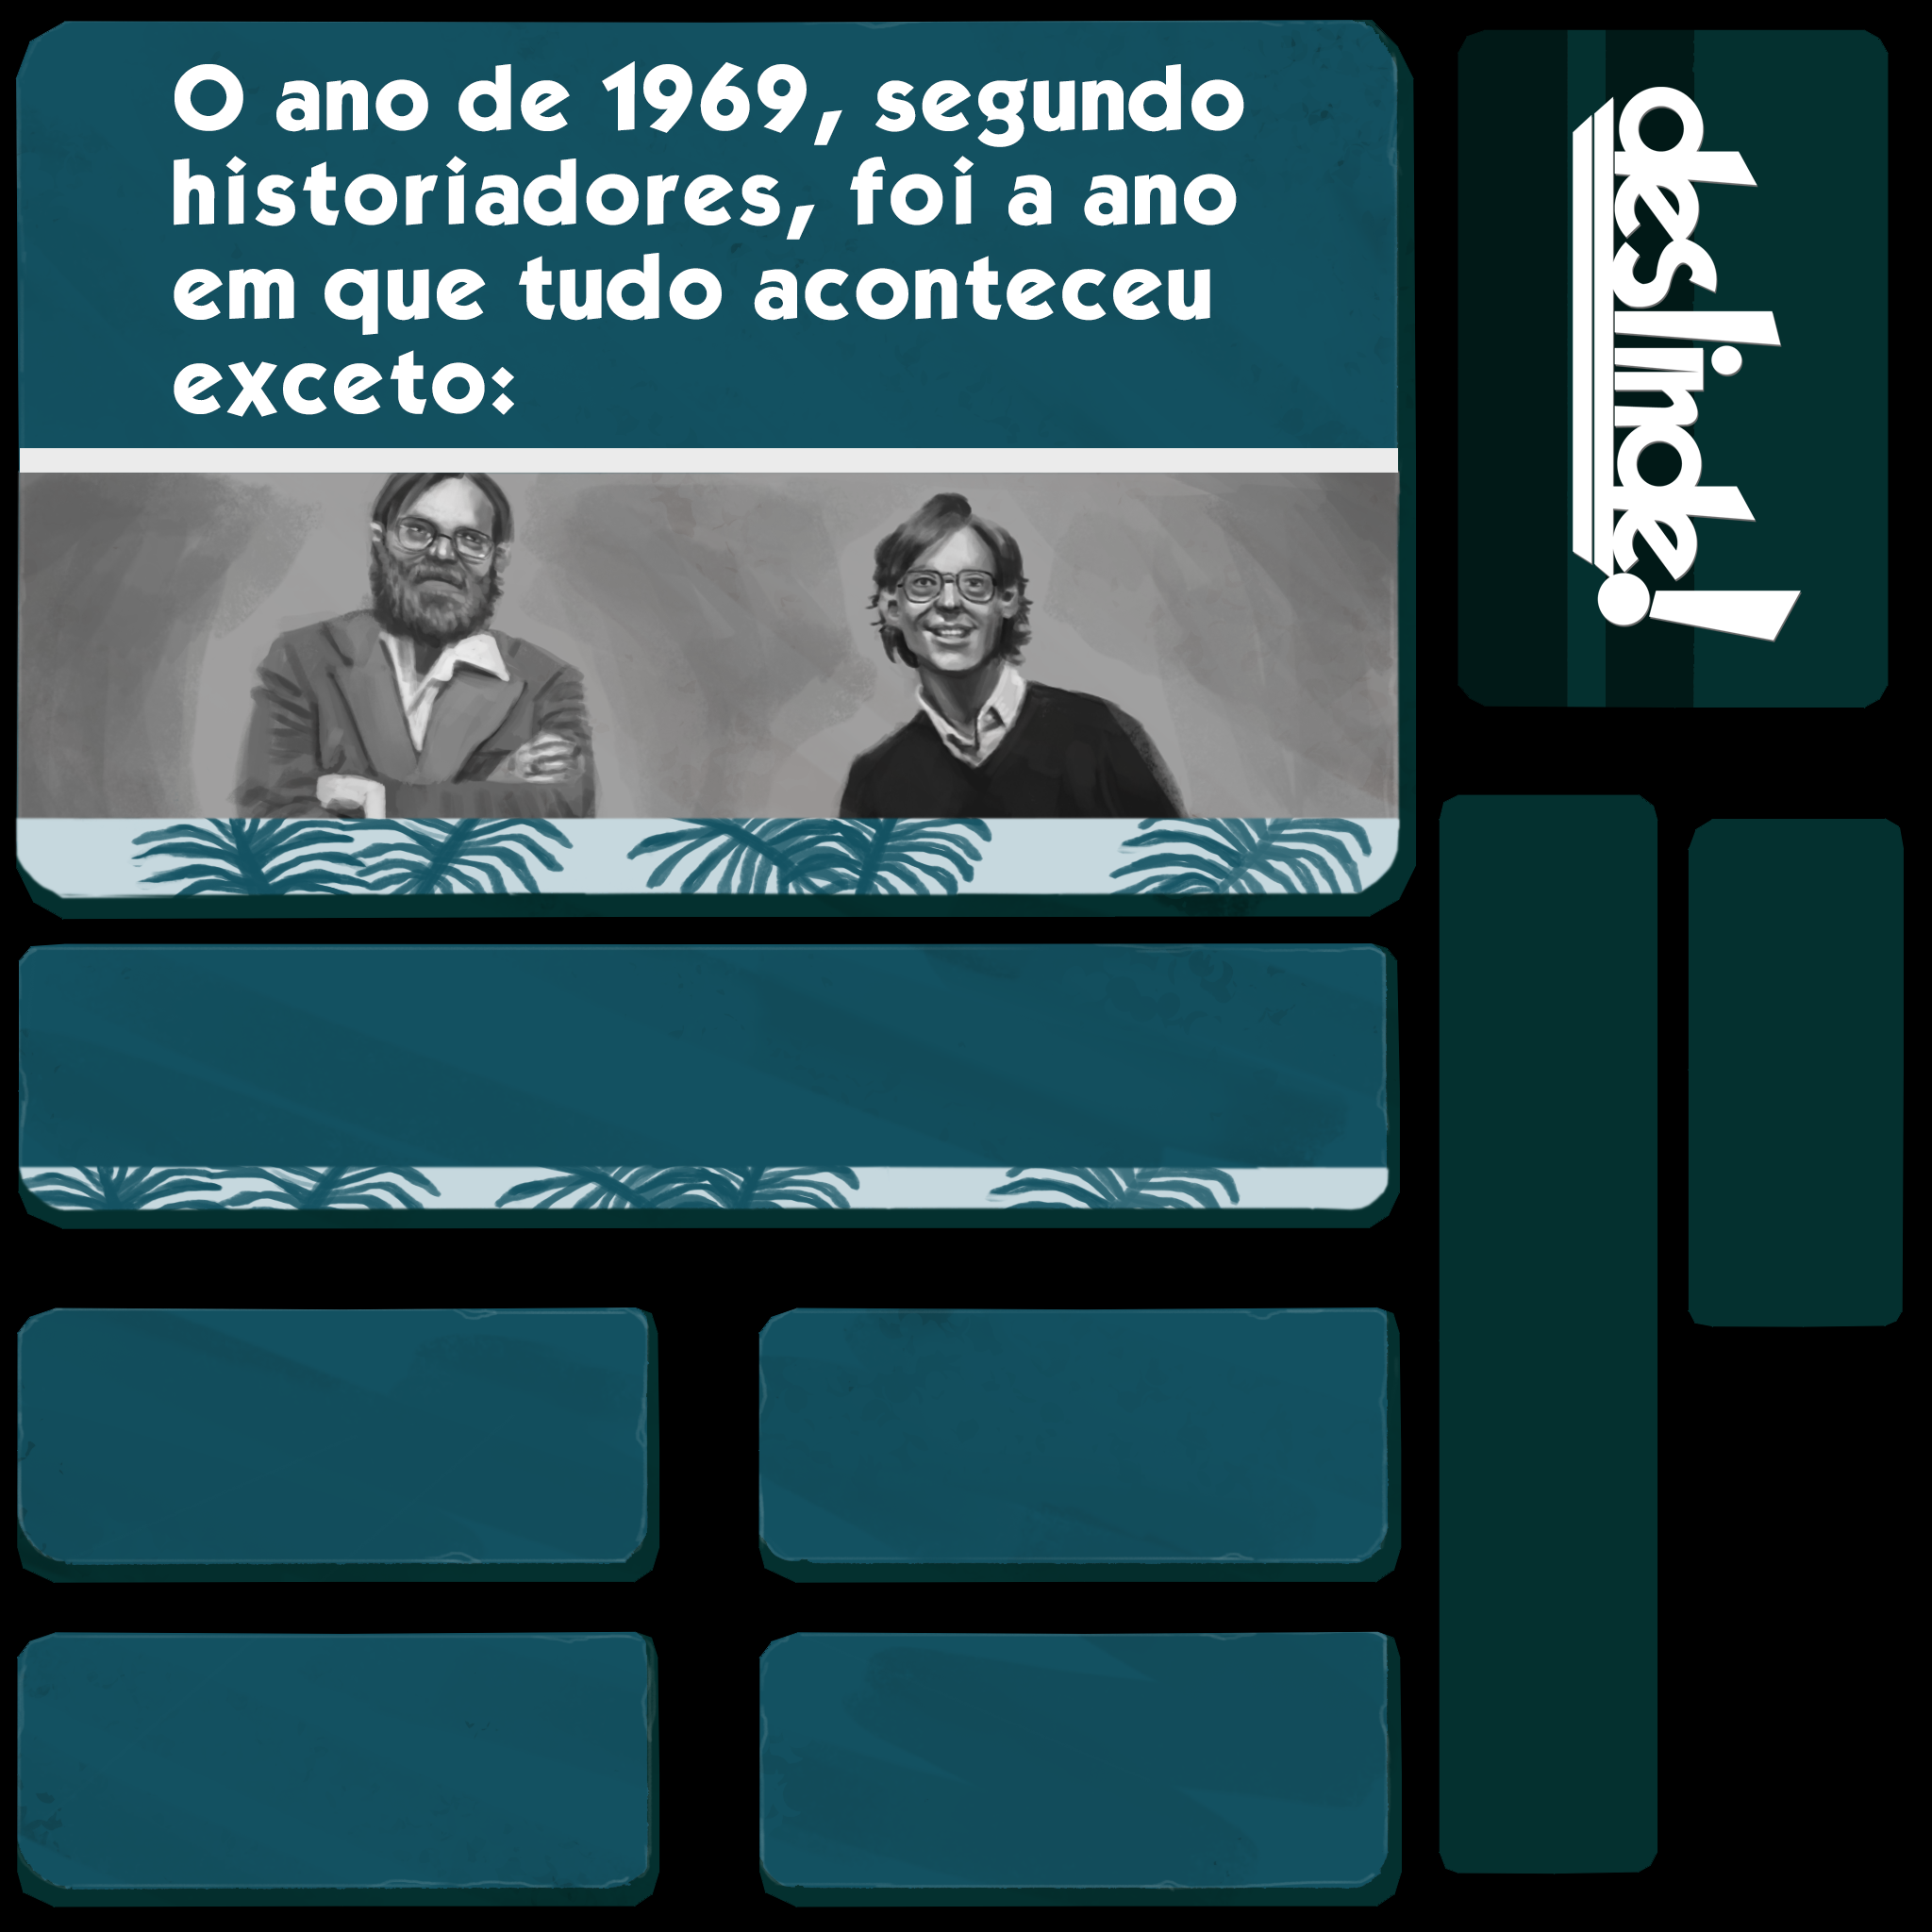 O ano de 1969, segundo
historiadores, foi a ano
em que tudo aconteceu
exceto:
deslinde!